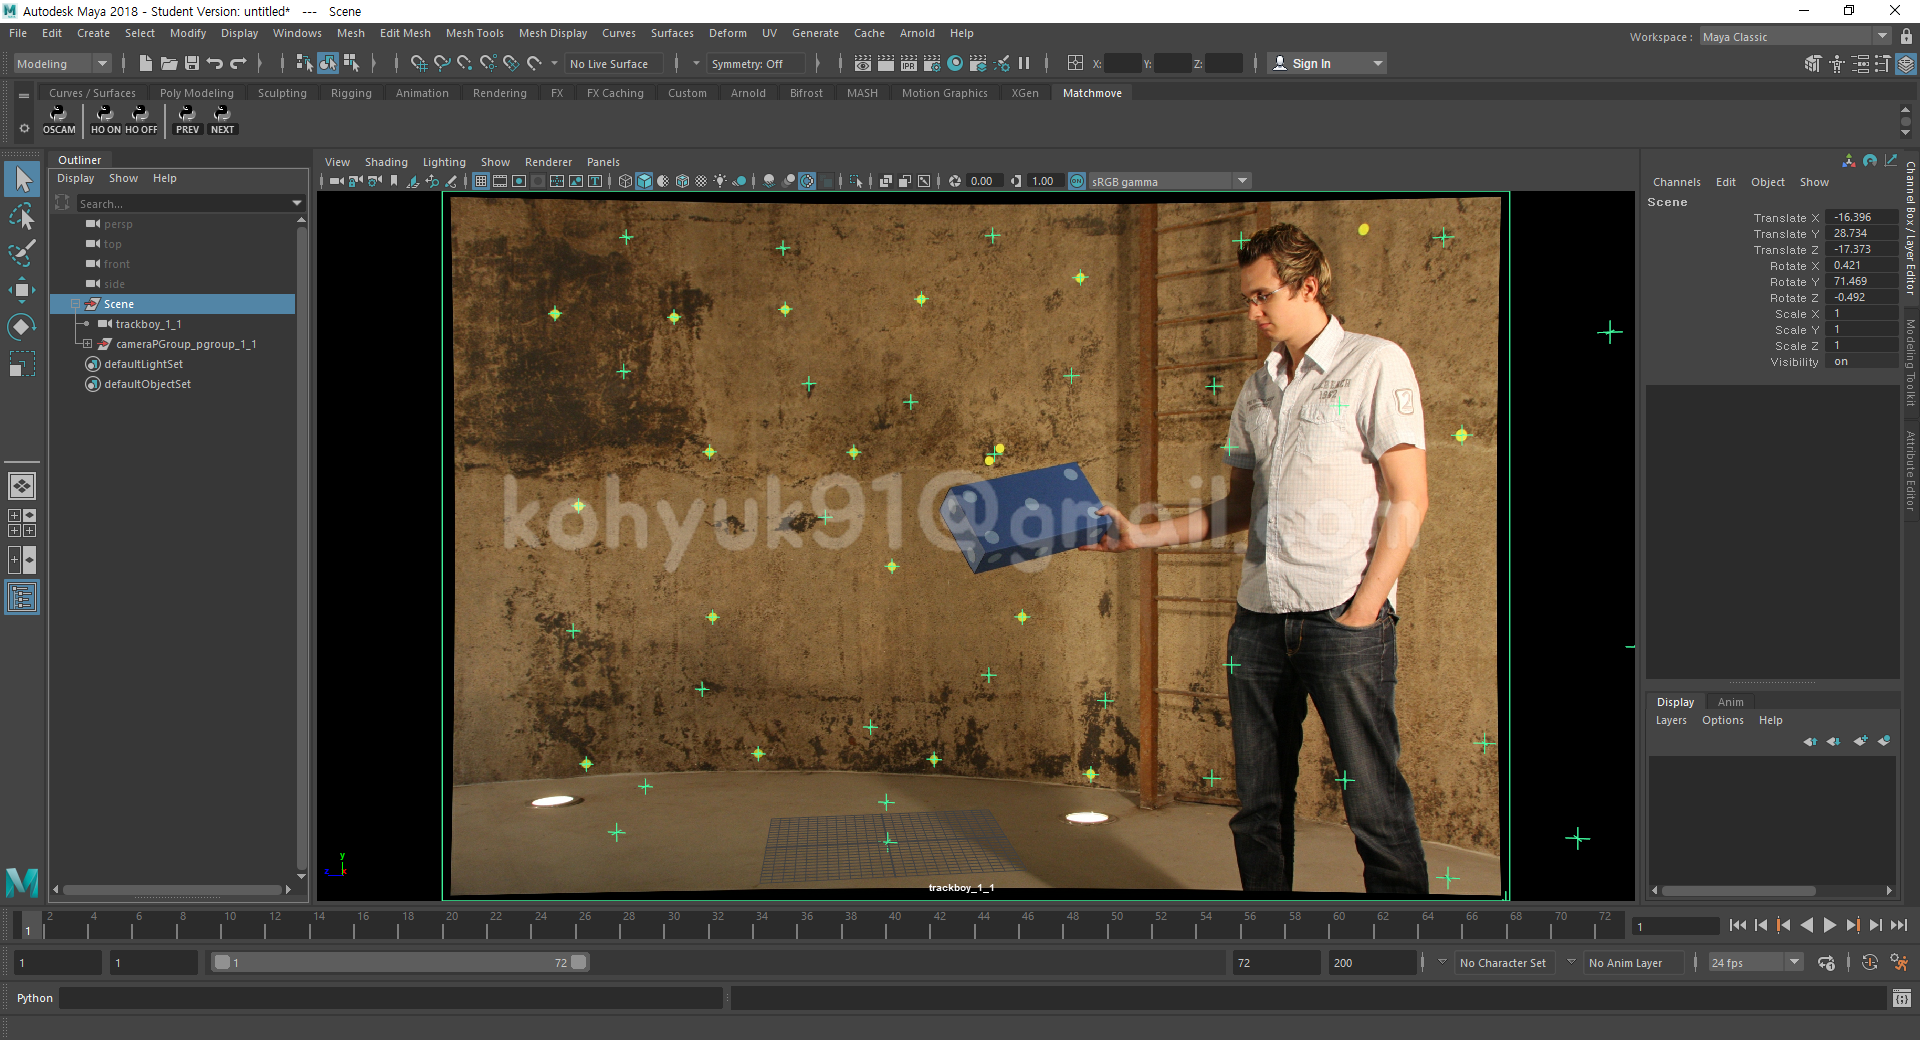 Autodesk Maya 2018 - Student Version: untitled* --- Scene
File Edit Create Select Modify Display Windows Mesh Edit Mesh Mesh Tools Mesh Display Curves Surfaces Deform UV Generate Cache Arnold Help
Workspace : Maya Classic
Modeling No Live Surface Symmetry: Off IPR X: Y: Z: Sign In
Curves / Surfaces Poly Modeling Sculpting Rigging Animation Rendering FX FX Caching Custom Arnold Bifrost MASH Motion Graphics XGen Matchmove
OSCAM HO ON HO OFF PREV NEXT
Outliner
Display Show Help
Search...
persp
top
front
side
Scene
trackboy_1_1
cameraPGroup_pgroup_1_1
defaultLightSet
defaultObjectSet
View Shading Lighting Show Renderer Panels
0.00 1.00 ON sRGB gamma
kohyuk91@gmail.com
2
y
trackboy_1_1
Channels Edit Object Show
Scene
Translate X -16.396
Translate Y 28.734
Translate Z -17.373
Rotate X 0.421
Rotate Y 71.469
Rotate Z -0.492
Scale X 1
Scale Y 1
Scale Z 1
Visibility on
Channel Box / Layer Editor
Modeling Toolkit
Attribute Editor
Display Anim
Layers Options Help
2 4 6 8 10 12 14 16 18 20 22 24 26 28 30 32 34 36 38 40 42 44 46 48 50 52 54 56 58 60 62 64 66 68 70 72
1 1
1 1 1 72 72 200 No Character Set No Anim Layer 24 fps
Python